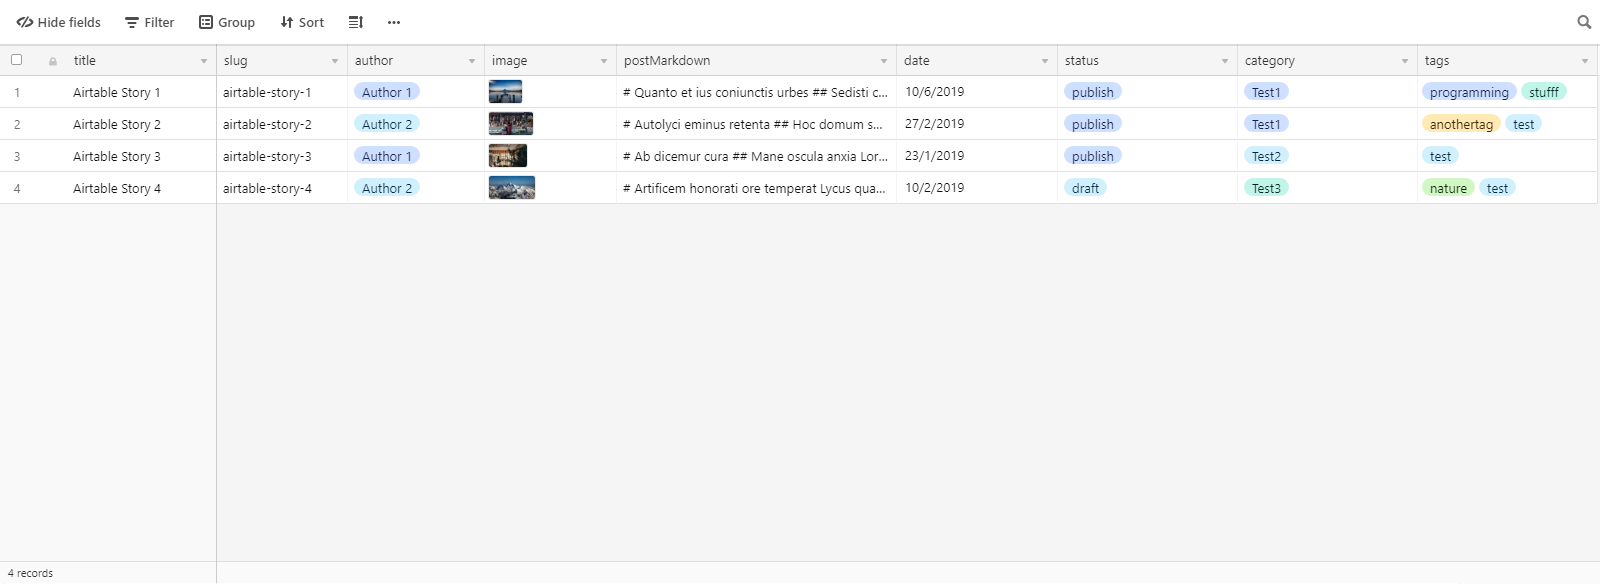 Hide fields Filter Group Sort
title slug author image postMarkdown date status category tags
1 Airtable Story 1 airtable-story-1 Author 1 # Quanto et ius coniunctis urbes ## Sedisti c... 10/6/2019 publish Test1 programming stufff
2 Airtable Story 2 airtable-story-2 Author 2 # Autolyci eminus retenta ## Hoc domum s... 27/2/2019 publish Test1 anothertag test
3 Airtable Story 3 airtable-story-3 Author 1 # Ab dicemur cura ## Mane oscula anxia Lor... 23/1/2019 publish Test2 test
4 Airtable Story 4 airtable-story-4 Author 2 # Artificem honorati ore temperat Lycus qua... 10/2/2019 draft Test3 nature test
4 records